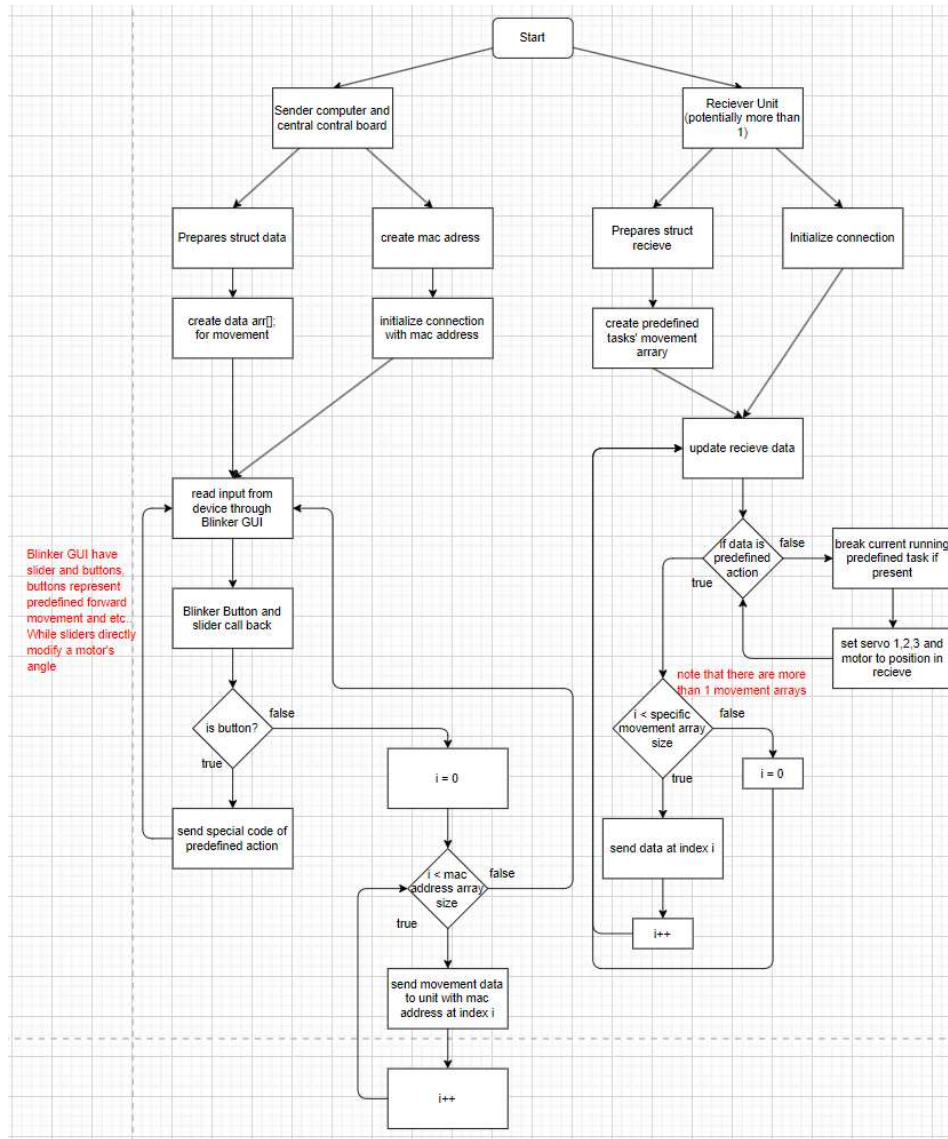 Start
Sender computer and
central control board
Reciever Unit
(potentially more than
1)
Prepares struct data
create mac adress
Prepares struct
recieve
Initialize connection
create data arr[];
for movement
initialize connection
with mac address
create predefined
tasks' movement
arrary
update recieve data
read input from
device through
Blinker GUI
Blinker GUI have
slider and buttons,
buttons represent
predefined forward
movement and etc..
While sliders directly
modify a motor's
angle
If data is
predefined
action
false
true
break current running
predefined task if
present
Blinker Button and
slider call back
set servo 1,2,3 and
motor to position in
recieve
note that there are more
than 1 movement arrays
is button?
false
true
i < specific
movement array
size
false
true
i = 0
i = 0
send special code of
predefined action
send data at index i
i < mac
address array
size
false
true
i++
send movement data
to unit with mac
address at index i
i++